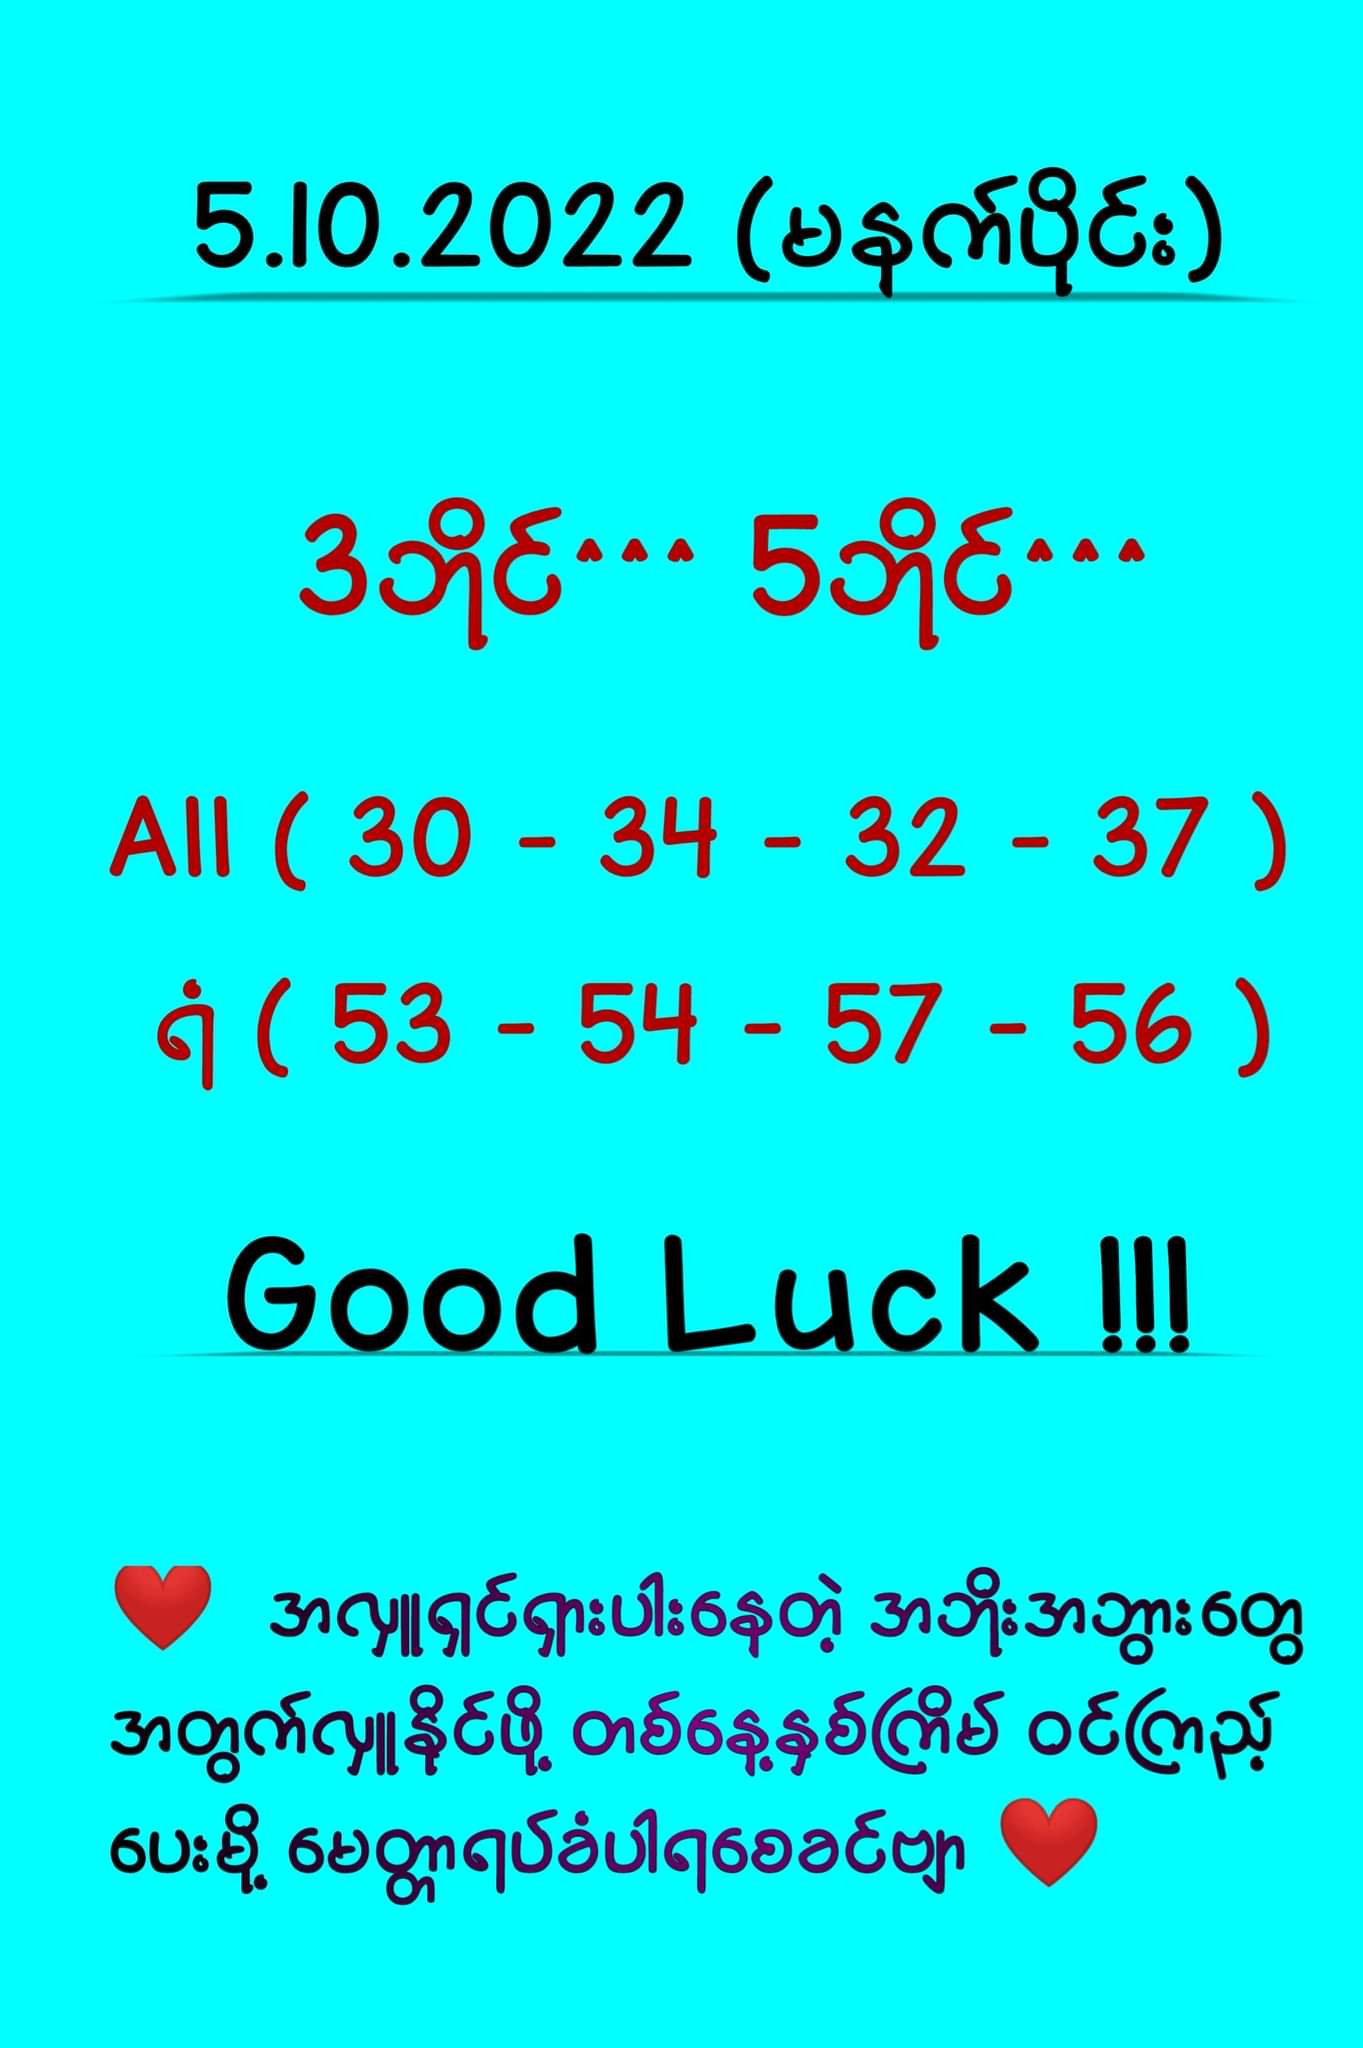 5.10.2022 (မနက်ပိုင်း)
3ဘိုင်^^^ 5ဘိုင်^^^
All ( 30 - 34 - 32 - 37 )
ရံ ( 53 - 54 - 57 - 56 )
Good Luck !!!
❤️ အလှူရှင်ရှားပါးနေတဲ့ အဘိုးအဘွားတွေ
အတွက်လှူနိုင်ဖို့ တစ်နေ့နှစ်ကြိမ် ဝင်ကြည့်
ပေးဖို့ မေတ္တာရပ်ခံပါရစေခင်ဗျာ ❤️